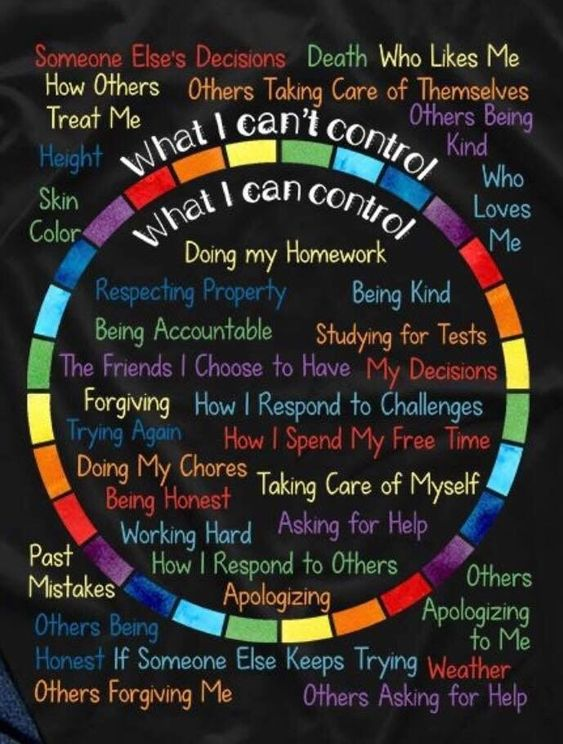 Someone Else's Decisions Death Who Likes Me
How Others Others Taking Care of Themselves
Treat Me Others Being
Kind
Height What I can't control
Who
Loves
Me
Skin
Color
What I can control
Doing my Homework
Respecting Property Being Kind
Being Accountable Studying for Tests
The Friends I Choose to Have My Decisions
Forgiving How I Respond to Challenges
Trying Again How I Spend My Free Time
Doing My Chores Taking Care of Myself
Being Honest
Working Hard Asking for Help
How I Respond to Others
Apologizing
Past
Mistakes
Others
Apologizing
to Me
Others Being
Honest If Someone Else Keeps Trying Weather
Others Forgiving Me Others Asking for Help